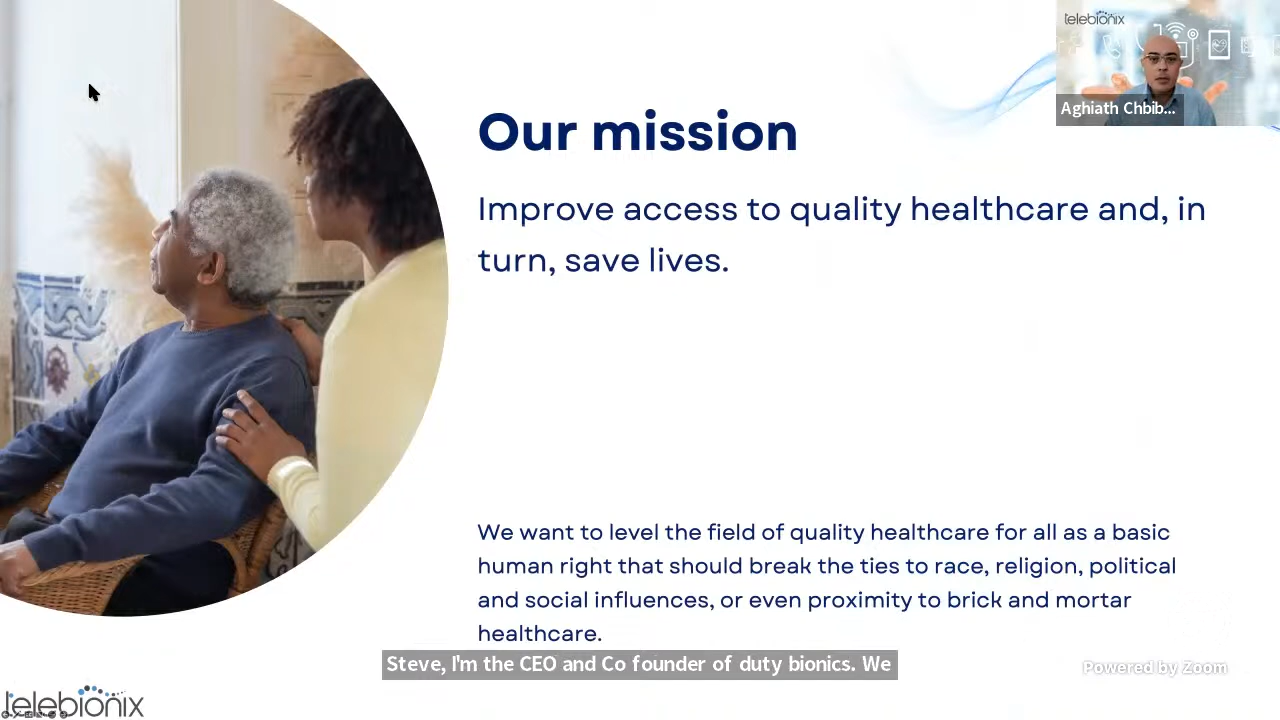 telebionix
Aghiath Chbib...
Our mission
Improve access to quality healthcare and, in
turn, save lives.
We want to level the field of quality healthcare for all as a basic
human right that should break the ties to race, religion, political
and social influences, or even proximity to brick and mortar
healthcare.
Steve, I'm the CEO and Co founder of duty bionics. We
Powered by Zoom
telebionix